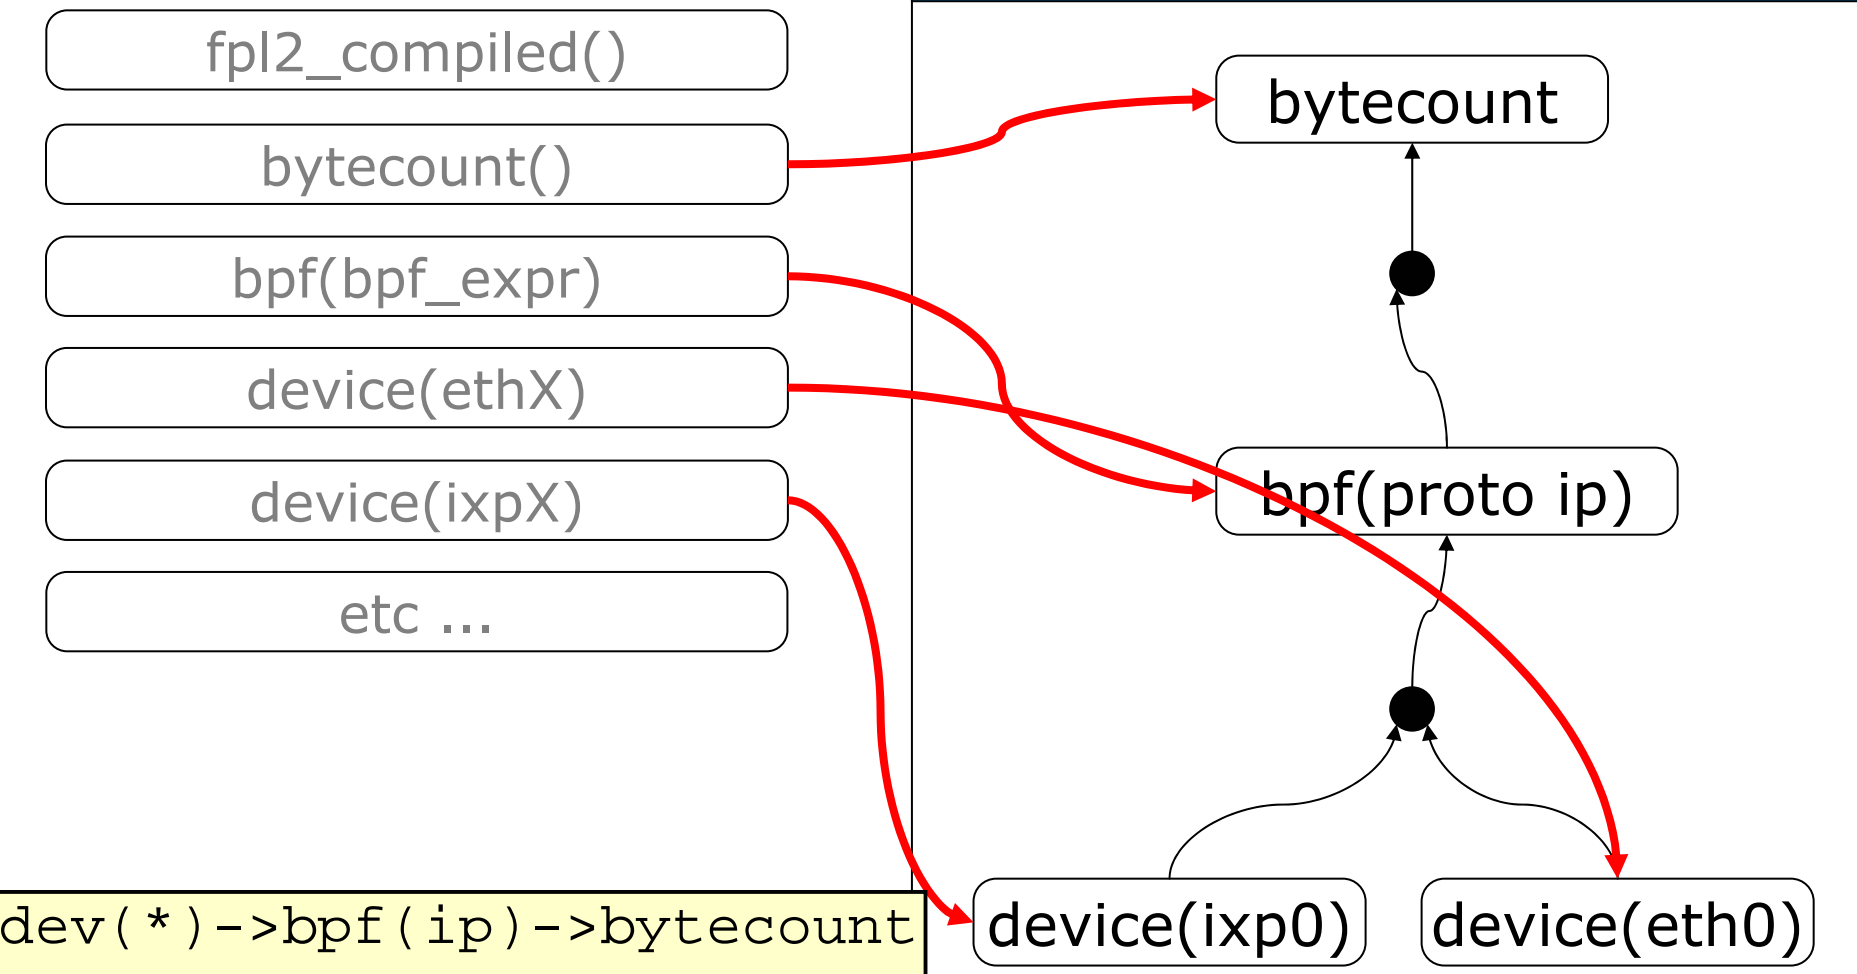 fpl2_compiled()
bytecount()
bpf(bpf_expr)
device(ethX)
device(ixpX)
etc ...
bytecount
bpf(proto ip)
device(ixp0)
device(eth0)
dev(*)->bpf(ip)->bytecount